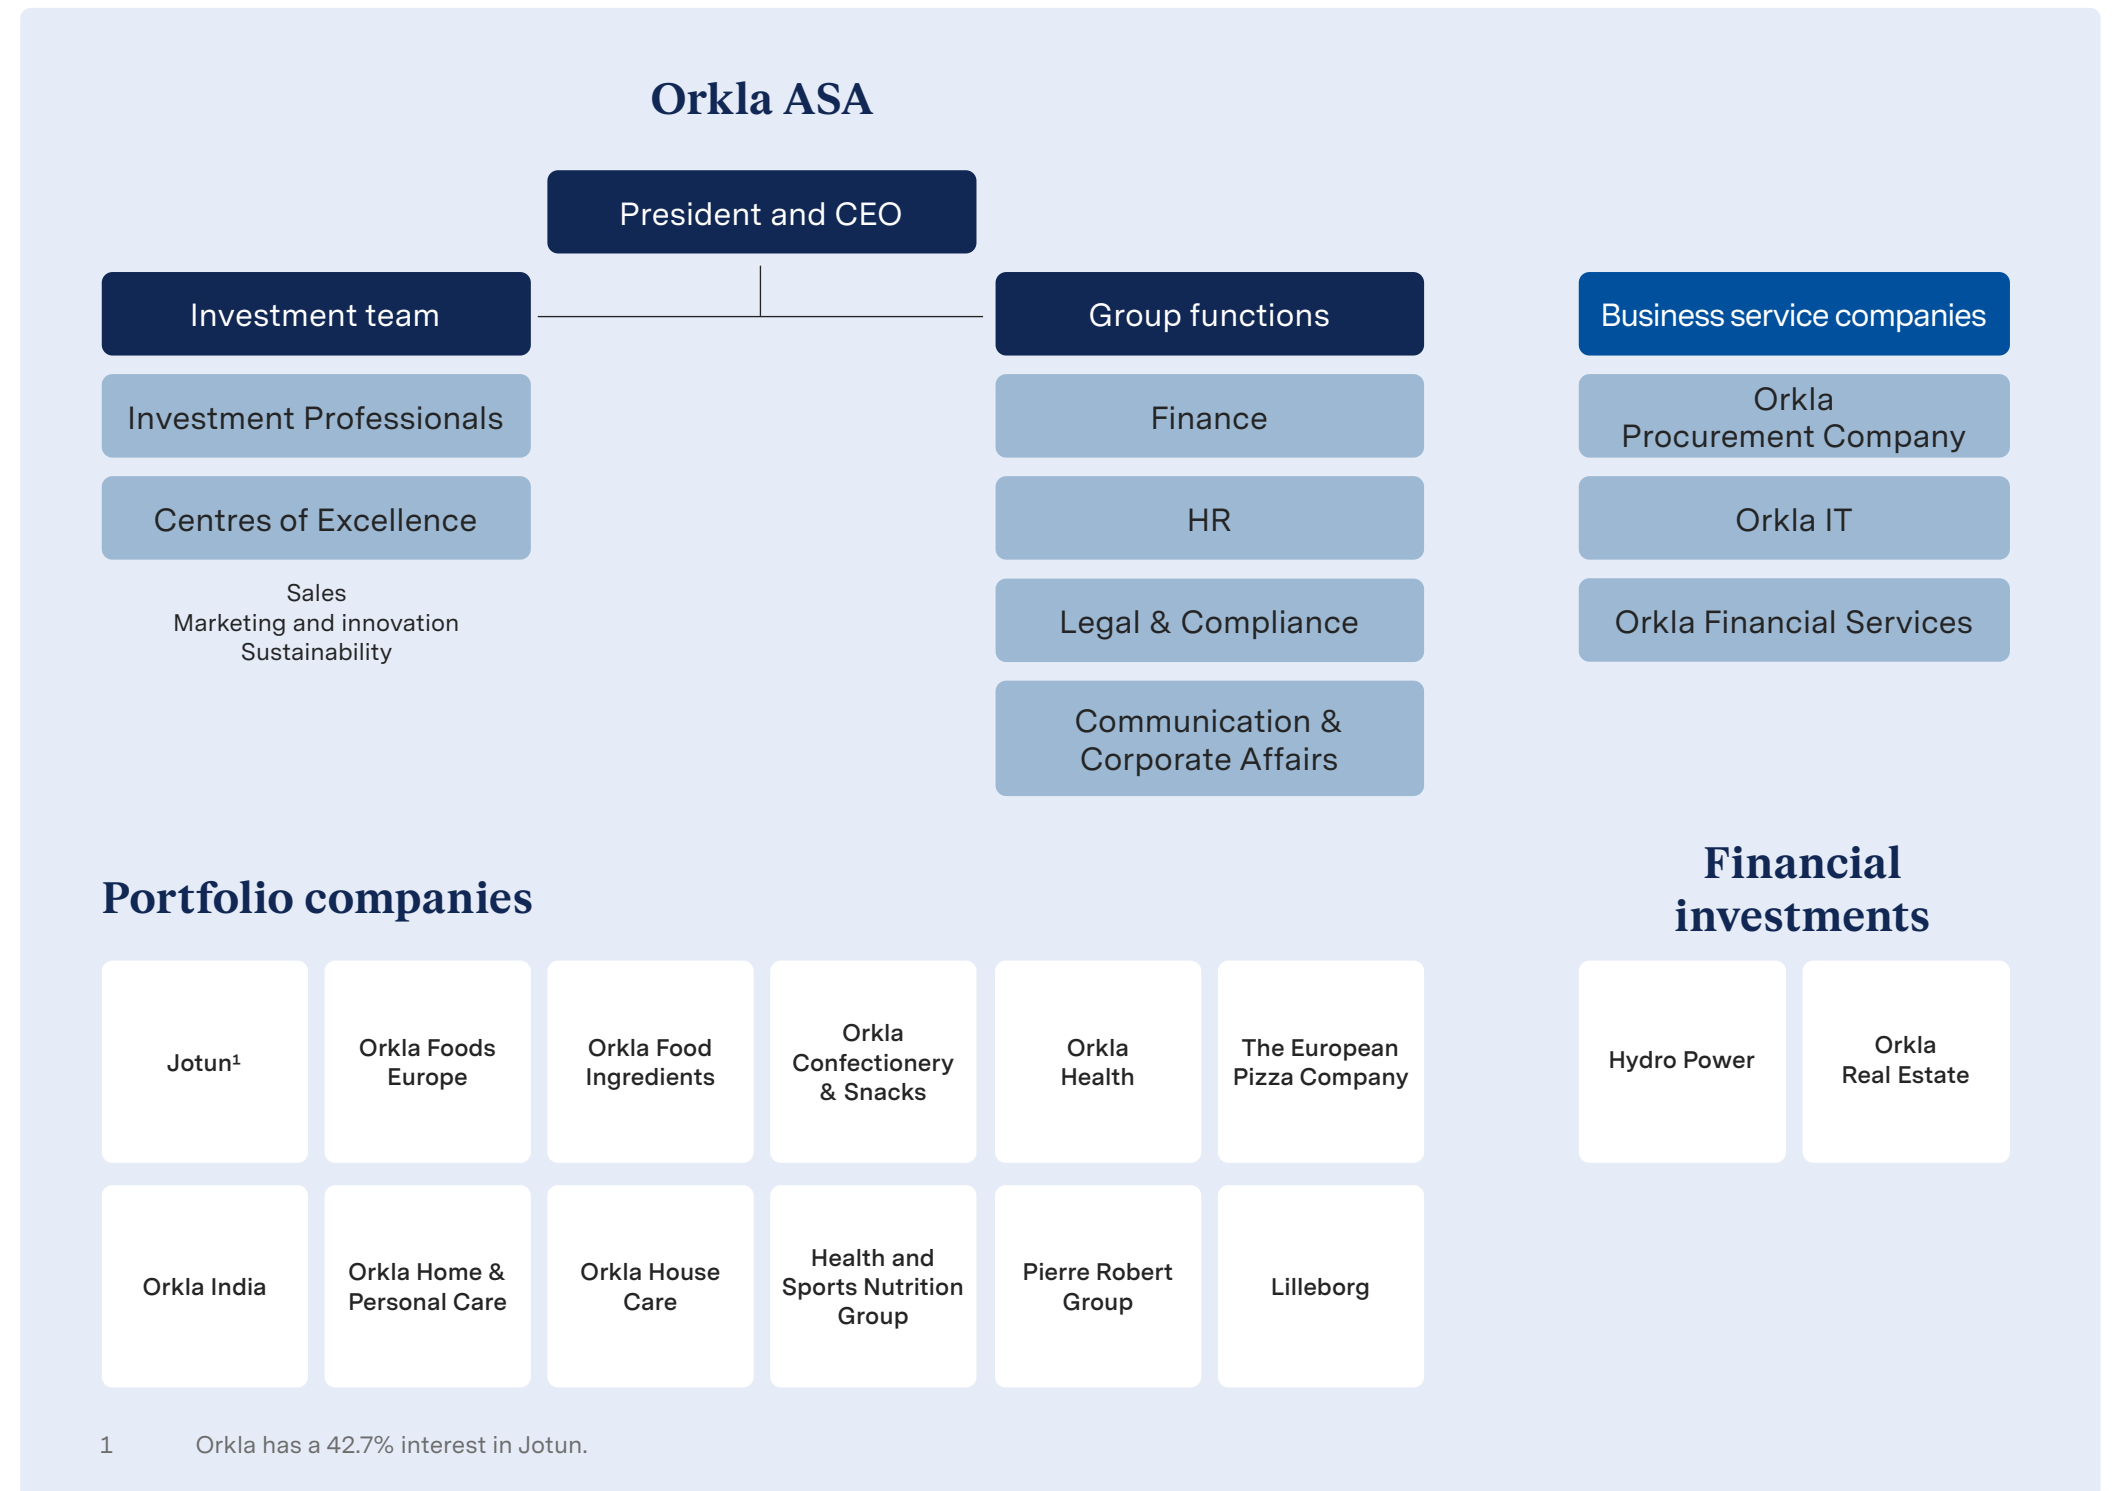 Orkla ASA
President and CEO
Investment team
Investment Professionals
Centres of Excellence
Sales
Marketing and innovation
Sustainability
Group functions
Finance
HR
Legal & Compliance
Communication &
Corporate Affairs
Business service companies
Orkla
Procurement Company
Orkla IT
Orkla Financial Services
Portfolio companies
Jotun¹
Orkla Foods
Europe
Orkla Food
Ingredients
Orkla
Confectionery
& Snacks
Orkla
Health
The European
Pizza Company
Orkla India
Orkla Home &
Personal Care
Orkla House
Care
Health and
Sports Nutrition
Group
Pierre Robert
Group
Lilleborg
Financial
investments
Hydro Power
Orkla
Real Estate
1 Orkla has a 42.7% interest in Jotun.